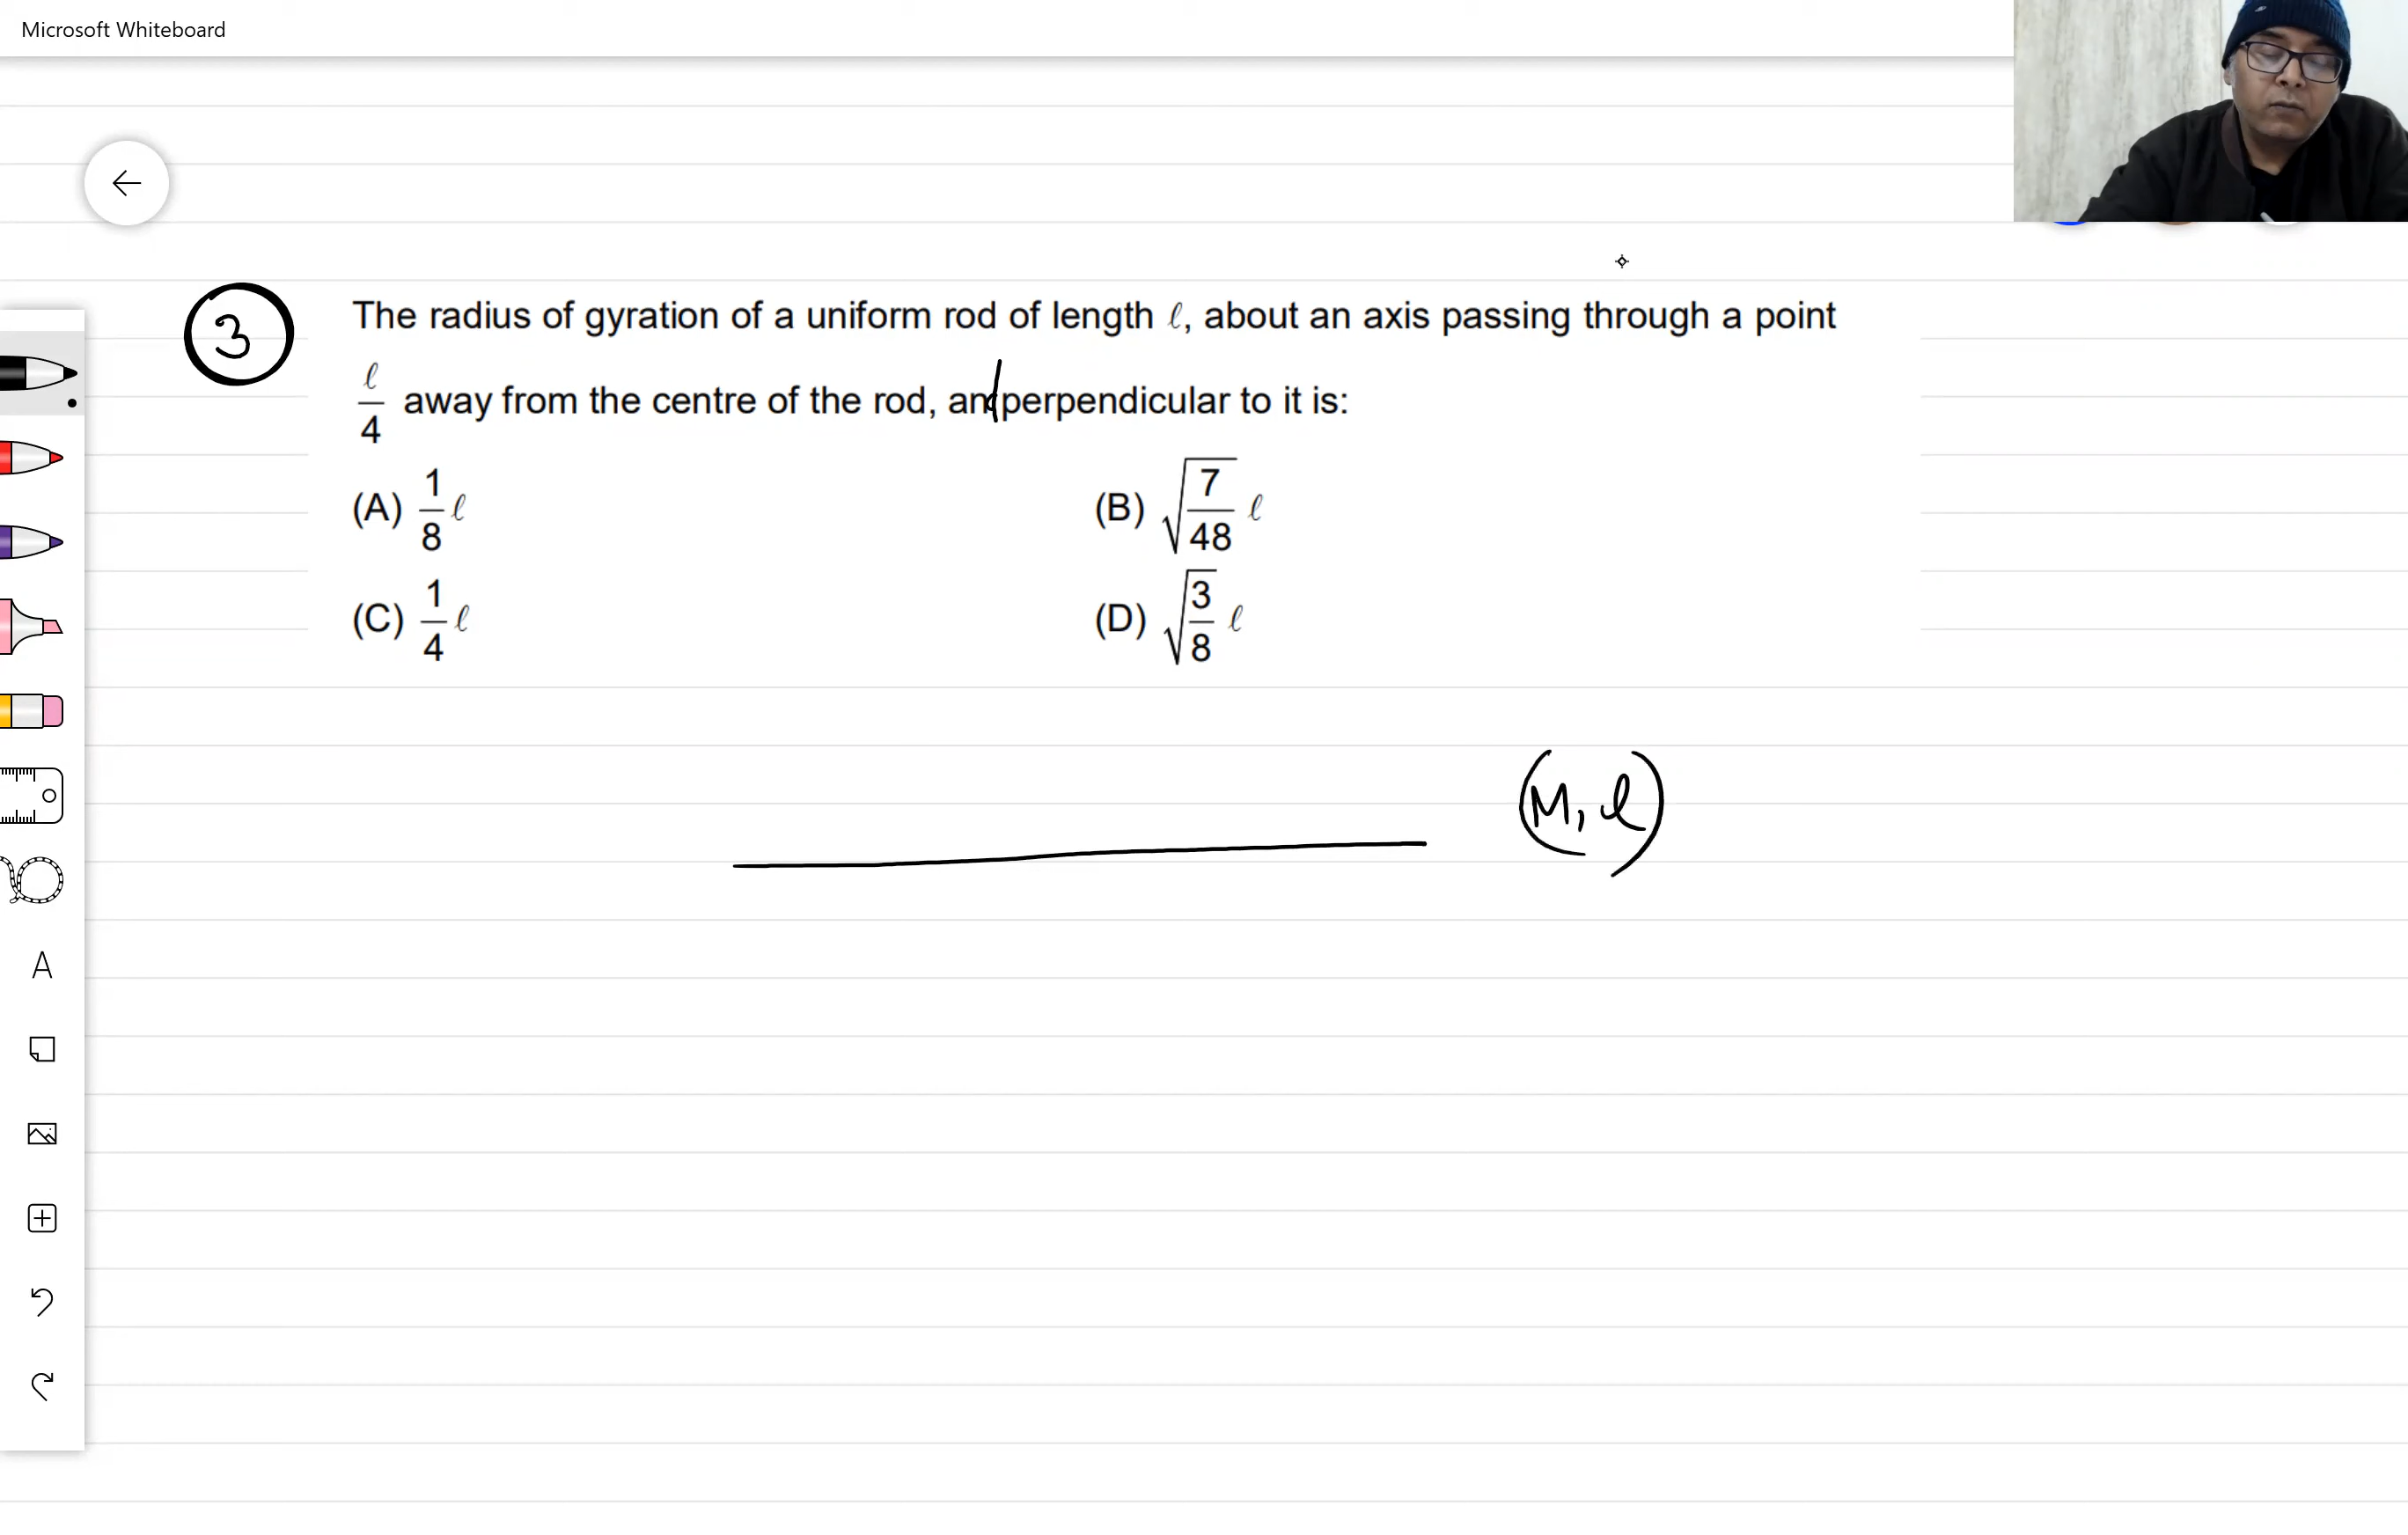 Microsoft Whiteboard
3 The radius of gyration of a uniform rod of length ℓ, about an axis passing through a point
ℓ/4 away from the centre of the rod, and perpendicular to it is:
(A) 1/8 ℓ (B) √(7/48) ℓ
(C) 1/4 ℓ (D) √(3/8) ℓ
(M, l)
A